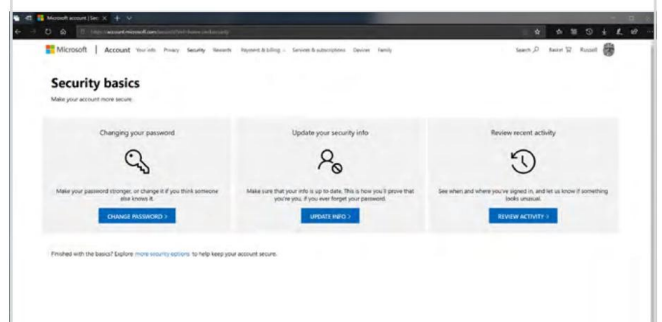 Microsoft account | Sec
https://account.microsoft.com
Microsoft | Account Your info Privacy Security Rewards Payment & billing Services & subscriptions Devices Family Search Basket Russell
Security basics
Make your account more secure.
Changing your password
Make your password stronger, or change it if you think someone
else knows it.
CHANGE PASSWORD >
Update your security info
Make sure that your info is up to date. This is how you'll prove that
you're you, if you ever forget your password.
UPDATE INFO >
Review recent activity
See when and where you've signed in, and let us know if something
looks unusual.
REVIEW ACTIVITY >
Finished with the basics? Explore more security options to help keep your account secure.